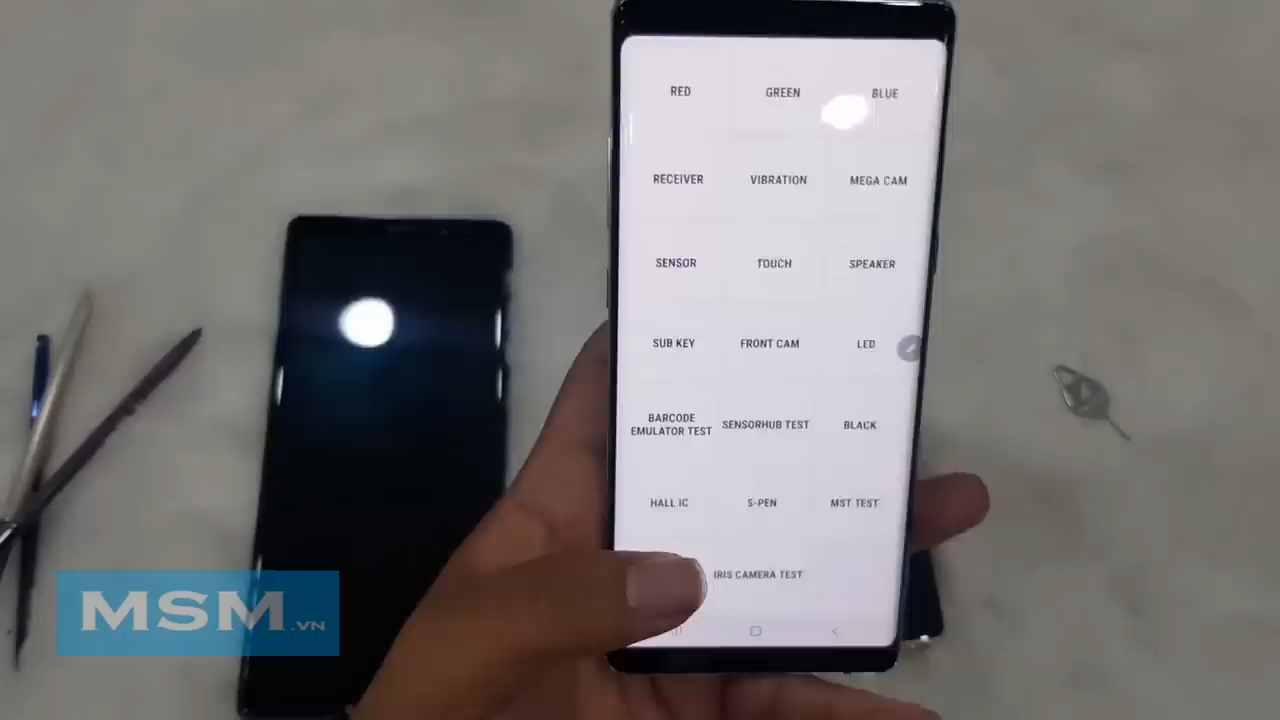 RED GREEN BLUE
RECEIVER VIBRATION MEGA CAM
SENSOR TOUCH SPEAKER
SUB KEY FRONT CAM LED
BARCODE
EMULATOR TEST SENSORHUB TEST BLACK
HALL IC S-PEN MST TEST
IRIS CAMERA TEST
MSM.VN